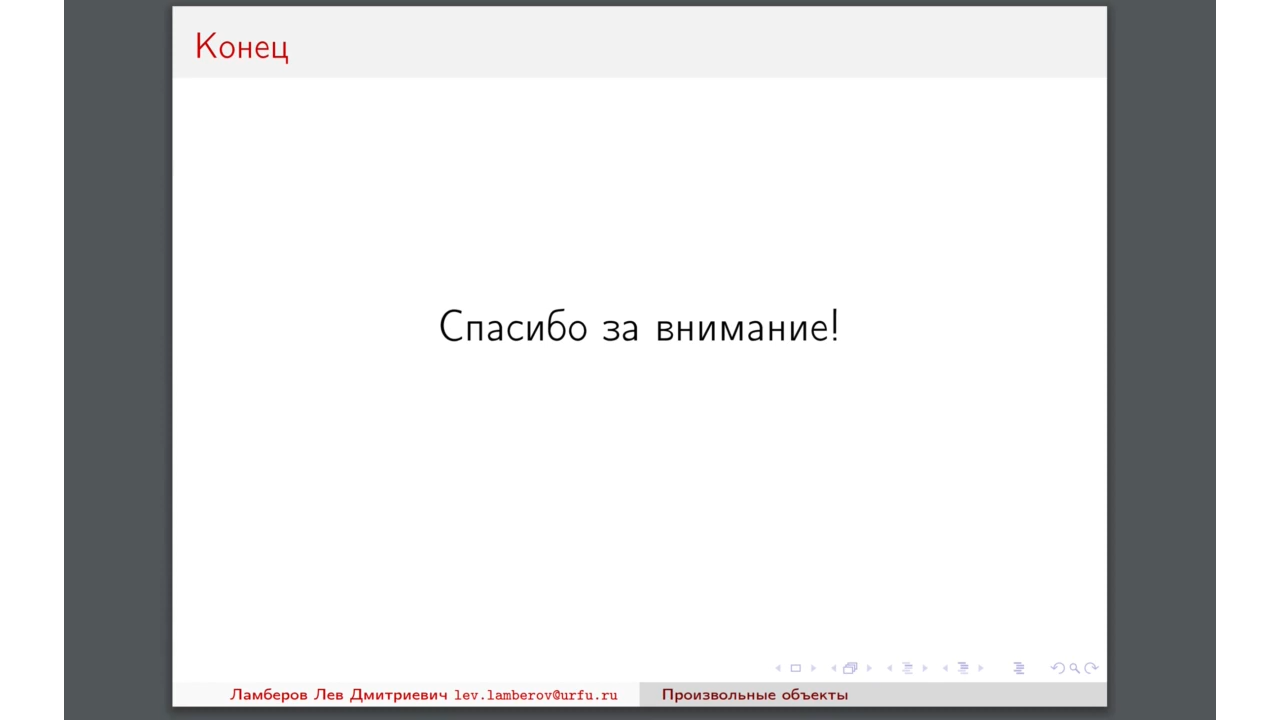 Конец
Спасибо за внимание!
Ламберов Лев Дмитриевич lev.lamberov@urfu.ru
Произвольные объекты